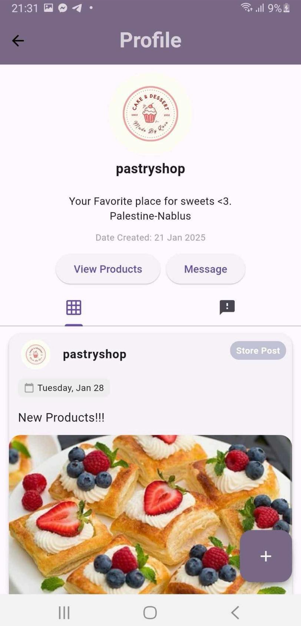 21:31
9%
Profile
CAKE & DESSERT
pastryshop
Your Favorite place for sweets <3.
Palestine-Nablus
Date Created: 21 Jan 2025
View Products
Message
pastryshop
Store Post
Tuesday, Jan 28
New Products!!!